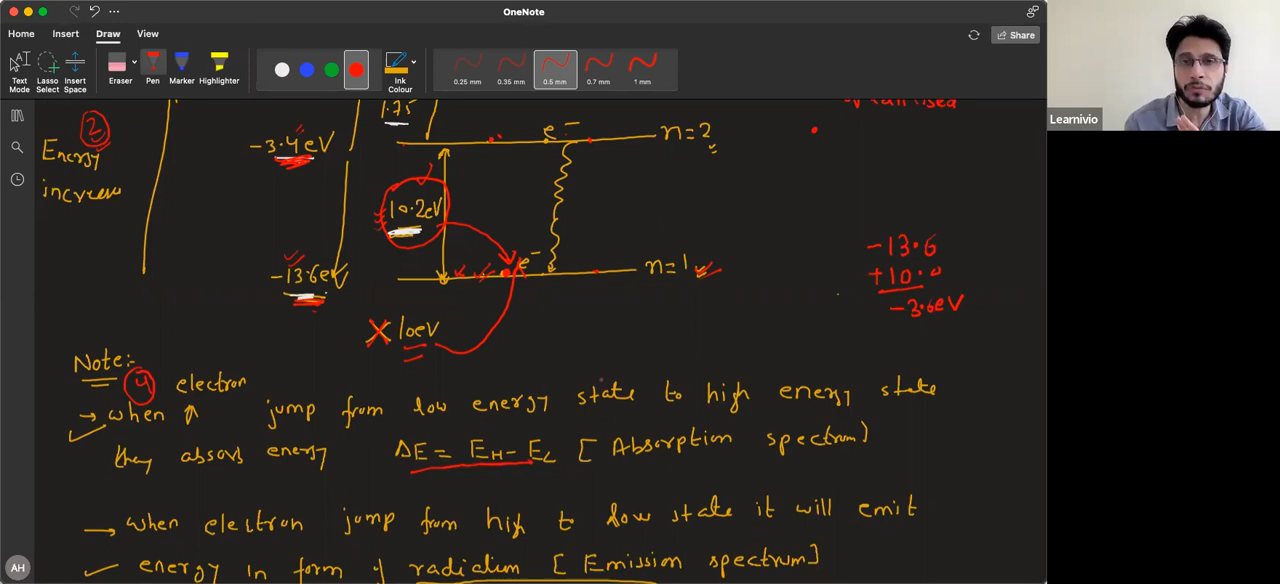 OneNote
Home Insert Draw View
Share
Text Mode
Lasso Select
Insert Space
Eraser
Pen
Marker
Highlighter
Ink Colour
0.25 mm
0.35 mm
0.5 mm
0.7 mm
1 mm
Learnivio
2
Energy
increase
1.75
-3.4eV
e-
n=2
10.2eV
-13.6eV
e-
n=1
10eV
-13.6
+10.0
-3.6eV
Note:-
4 electron
→ when ↑ jump from low energy state to high energy state
they absorb energy ΔE = EH - EL [Absorption spectrum]
→ when electron jump from high to low state it will emit
energy in form of radiation [Emission spectrum]
AH